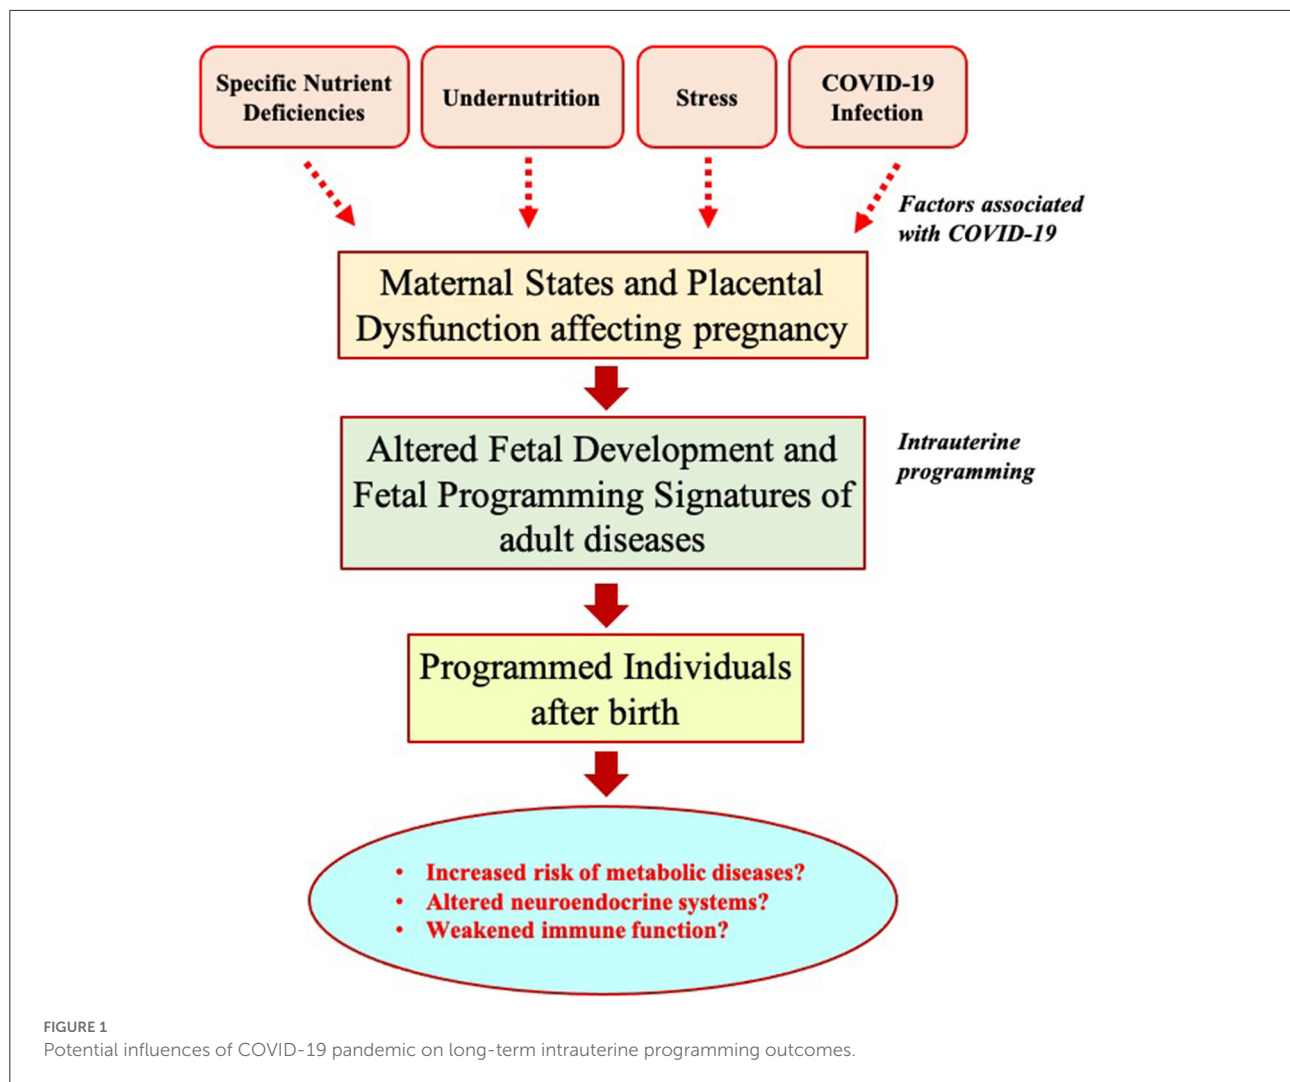 Specific Nutrient
Deficiencies
Undernutrition
Stress
COVID-19
Infection
Factors associated
with COVID-19
Maternal States and Placental
Dysfunction affecting pregnancy
Altered Fetal Development and
Fetal Programming Signatures of
adult diseases
Intrauterine
programming
Programmed Individuals
after birth
• Increased risk of metabolic diseases?
• Altered neuroendocrine systems?
• Weakened immune function?
FIGURE 1
Potential influences of COVID-19 pandemic on long-term intrauterine programming outcomes.